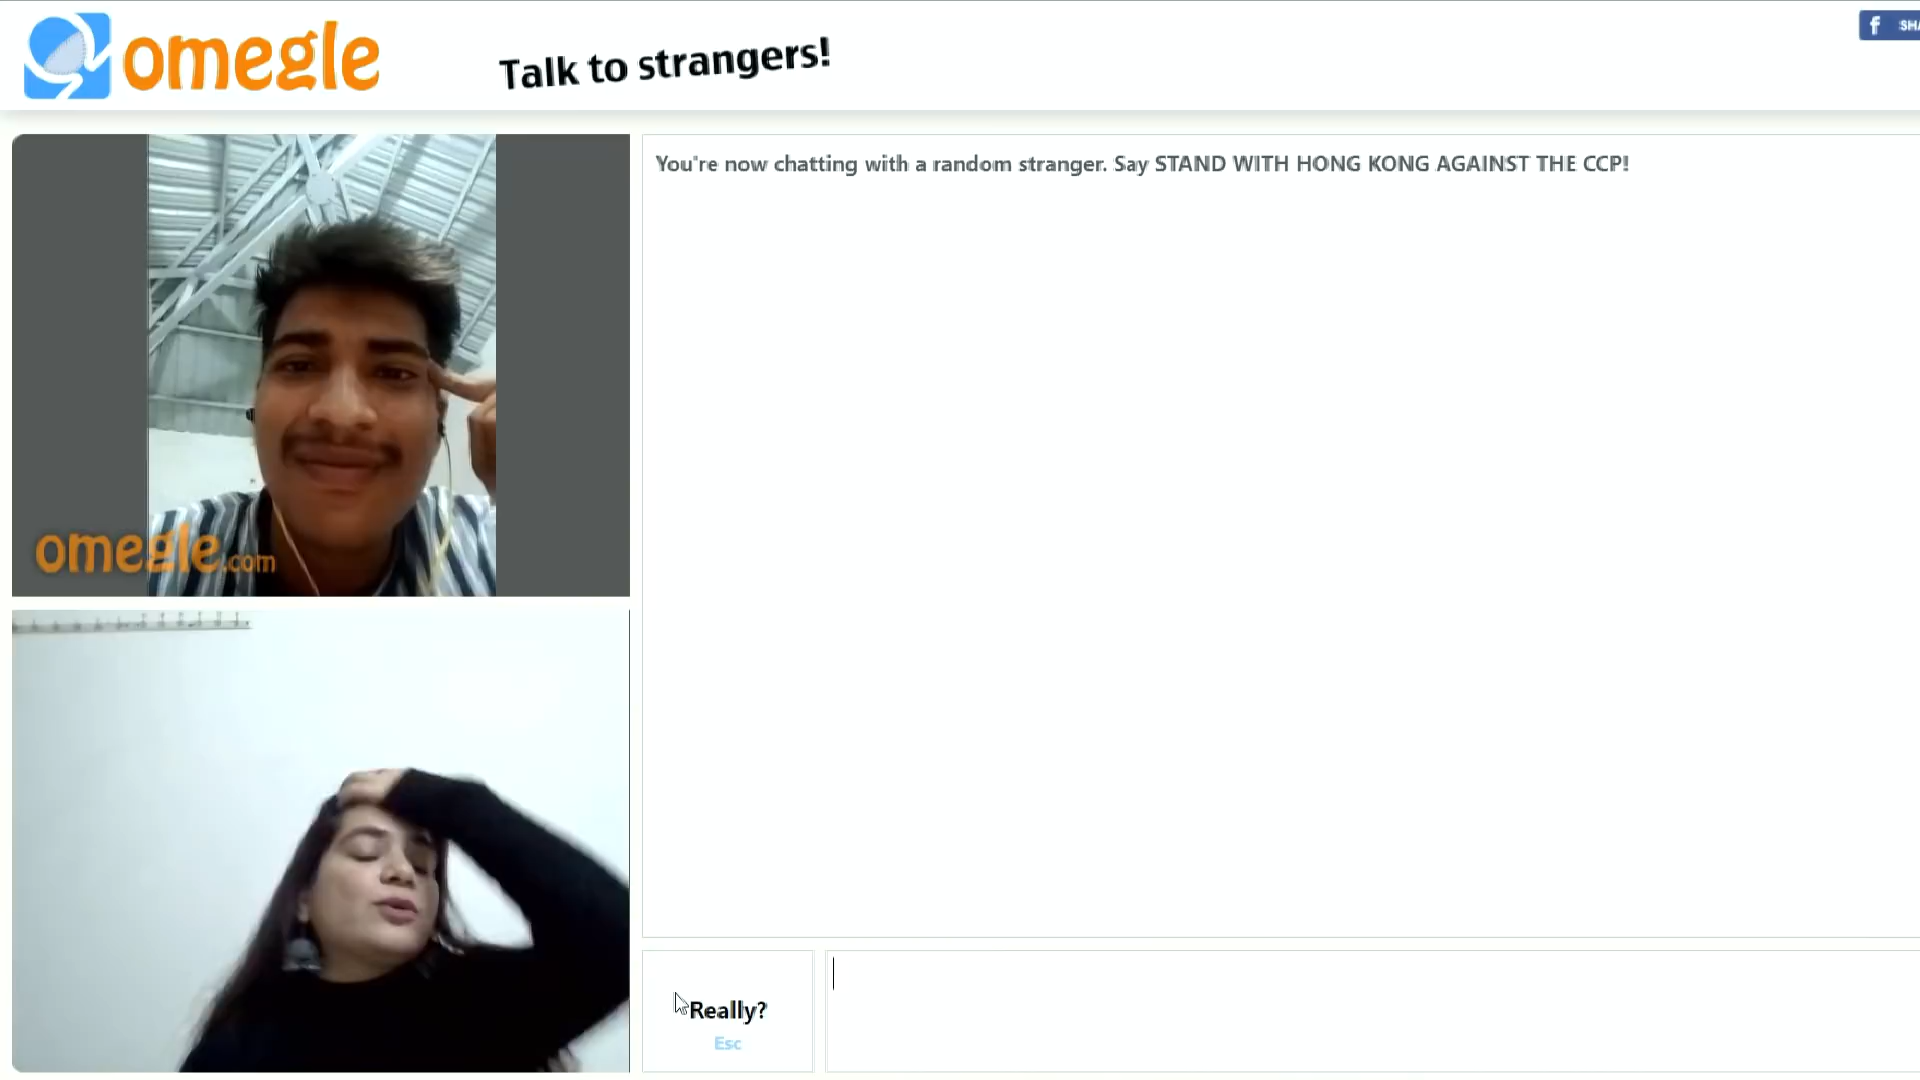 omegle
Talk to strangers!
f SHA
You're now chatting with a random stranger. Say STAND WITH HONG KONG AGAINST THE CCP!
omegle.com
Really?
Esc